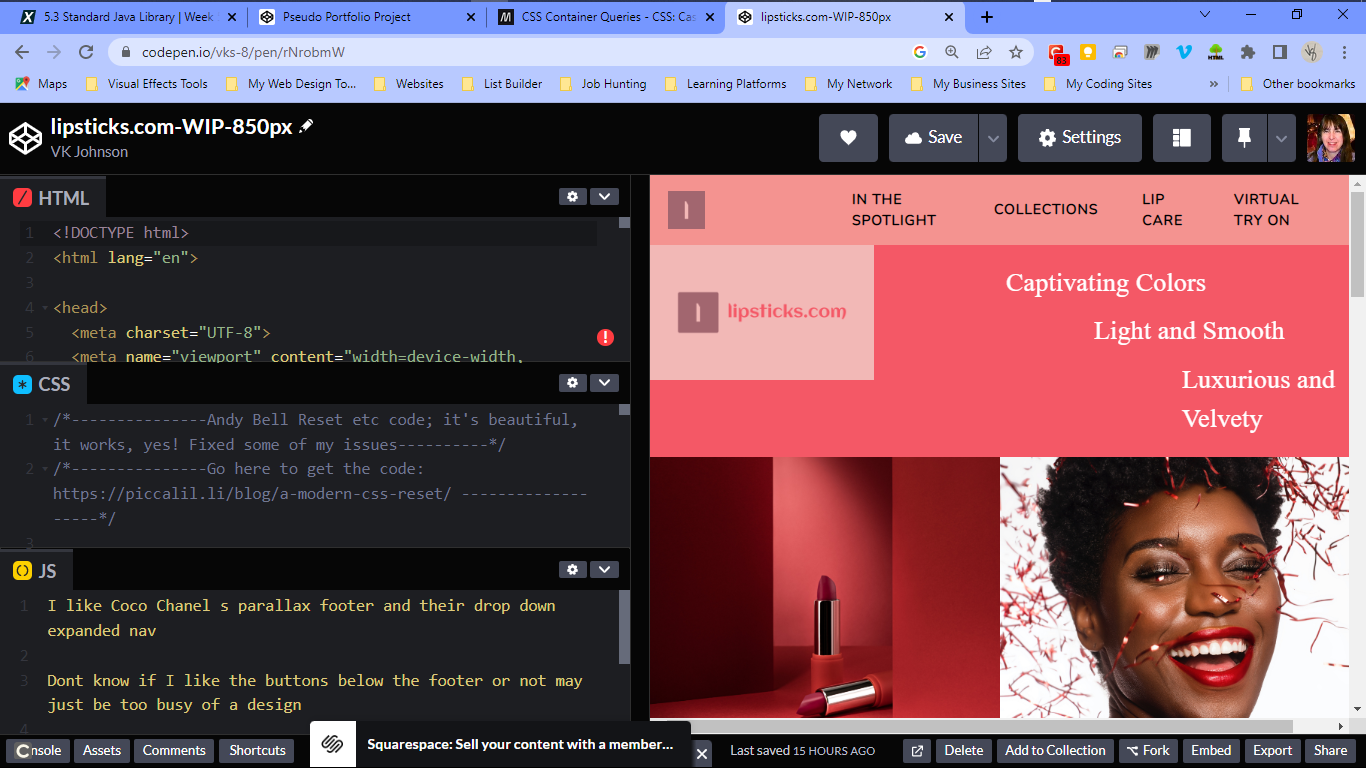 5.3 Standard Java Library | Week
Pseudo Portfolio Project
CSS Container Queries - CSS: Cas
lipsticks.com-WIP-850px
codepen.io/vks-8/pen/rNrobmW
83
HTML
Maps
Visual Effects Tools
My Web Design To...
Websites
List Builder
Job Hunting
Learning Platforms
My Network
My Business Sites
My Coding Sites
»
Other bookmarks
lipsticks.com-WIP-850px
VK Johnson
Save
Settings
HTML
1 <!DOCTYPE html>
2 <html lang="en">
3
4 <head>
5 <meta charset="UTF-8">
6 <meta name="viewport" content="width=device-width,
CSS
1 /*---------------Andy Bell Reset etc code; it's beautiful,
it works, yes! Fixed some of my issues----------*/
2 /*---------------Go here to get the code:
https://piccalil.li/blog/a-modern-css-reset/ ------------------
-----*/
3
JS
1 I like Coco Chanel s parallax footer and their drop down
expanded nav
2
3 Dont know if I like the buttons below the footer or not may
just be too busy of a design
4
IN THE
SPOTLIGHT
COLLECTIONS
LIP
CARE
VIRTUAL
TRY ON
lipsticks.com
Captivating Colors
Light and Smooth
Luxurious and
Velvety
Console
Assets
Comments
Shortcuts
Squarespace: Sell your content with a member...
Last saved 15 HOURS AGO
Delete
Add to Collection
Fork
Embed
Export
Share